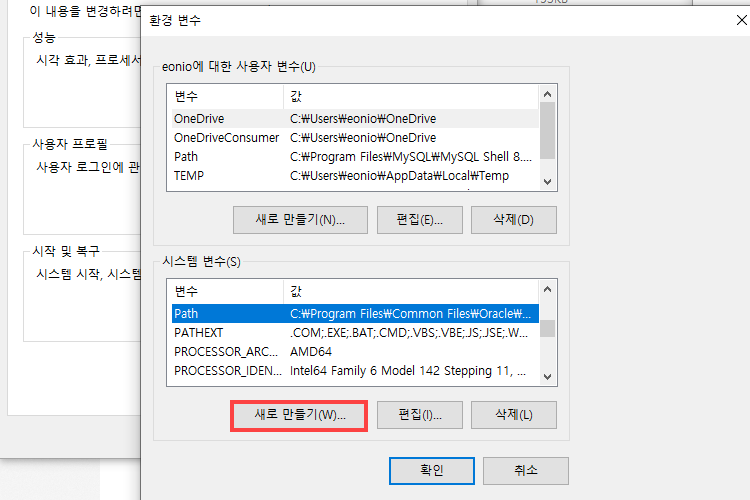 이 내용을 변경하려면
성능
시각 효과, 프로세서
사용자 프로필
사용자 로그인에 관
시작 및 복구
시스템 시작, 시스템
환경 변수
eonio에 대한 사용자 변수(U)
변수 값
OneDrive C:₩Users₩eonio₩OneDrive
OneDriveConsumer C:₩Users₩eonio₩OneDrive
Path C:₩Program Files₩MySQL₩MySQL Shell 8....
TEMP C:₩Users₩eonio₩AppData₩Local₩Temp
새로 만들기(N)... 편집(E)... 삭제(D)
시스템 변수(S)
변수 값
Path C:₩Program Files₩Common Files₩Oracle₩...
PATHEXT .COM;.EXE;.BAT;.CMD;.VBS;.VBE;.JS;.JSE;.W...
PROCESSOR_ARC... AMD64
PROCESSOR_IDEN... Intel64 Family 6 Model 142 Stepping 11, ...
새로 만들기(W)... 편집(I)... 삭제(L)
확인 취소